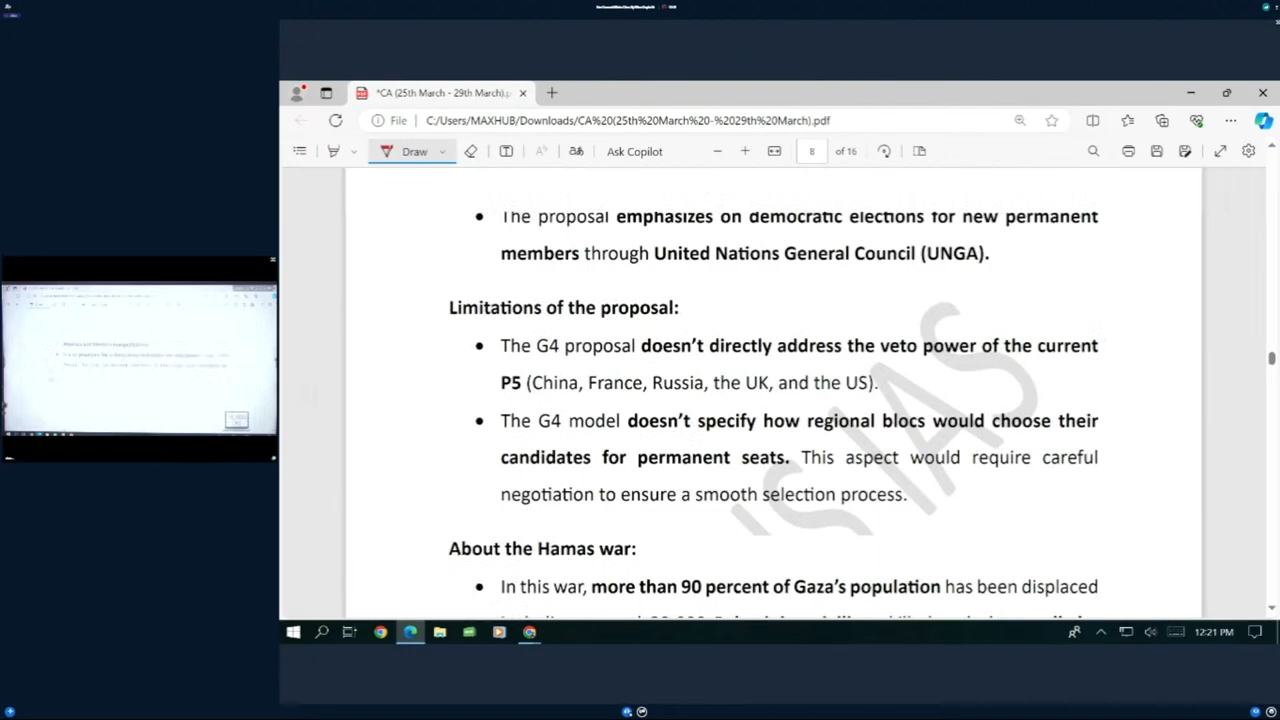 *CA (25th March - 29th March).p
File C:/Users/MAXHUB/Downloads/CA%20(25th%20March%20-%2029th%20March).pdf
Draw Ask Copilot 8 of 16
The proposal emphasizes on democratic elections for new permanent
members through United Nations General Council (UNGA).
Limitations of the proposal:
The G4 proposal doesn't directly address the veto power of the current
P5 (China, France, Russia, the UK, and the US).
The G4 model doesn't specify how regional blocs would choose their
candidates for permanent seats. This aspect would require careful
negotiation to ensure a smooth selection process.
S IAS
About the Hamas war:
In this war, more than 90 percent of Gaza's population has been displaced
12:21 PM